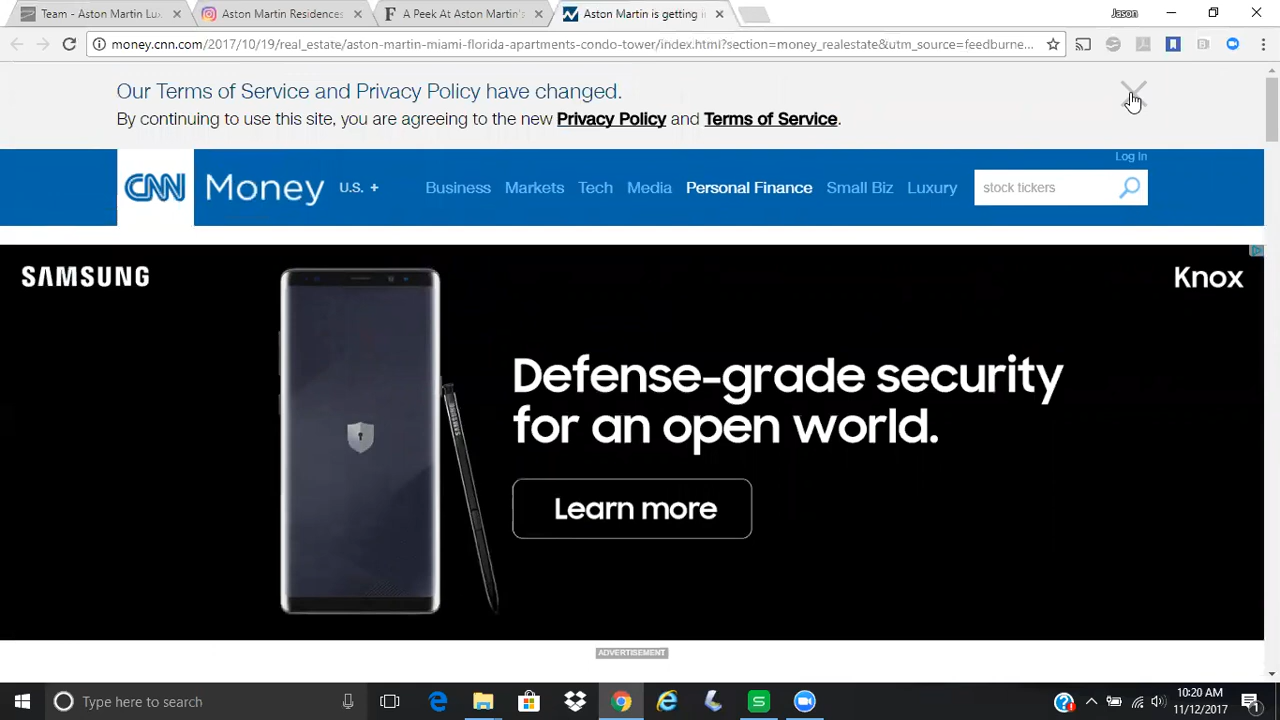 Team - Aston Martin Lu
Aston Martin Residences
A Peek At Aston Martin's
Aston Martin is getting i
Jason
money.cnn.com/2017/10/19/real_estate/aston-martin-miami-florida-apartments-condo-tower/index.html?section=money_realestate&utm_source=feedburne...
Our Terms of Service and Privacy Policy have changed.
By continuing to use this site, you are agreeing to the new Privacy Policy and Terms of Service.
Log In
CNN Money U.S. + Business Markets Tech Media Personal Finance Small Biz Luxury stock tickers
SAMSUNG
Knox
Defense-grade security
for an open world.
Learn more
ADVERTISEMENT
Type here to search
10:20 AM
11/12/2017